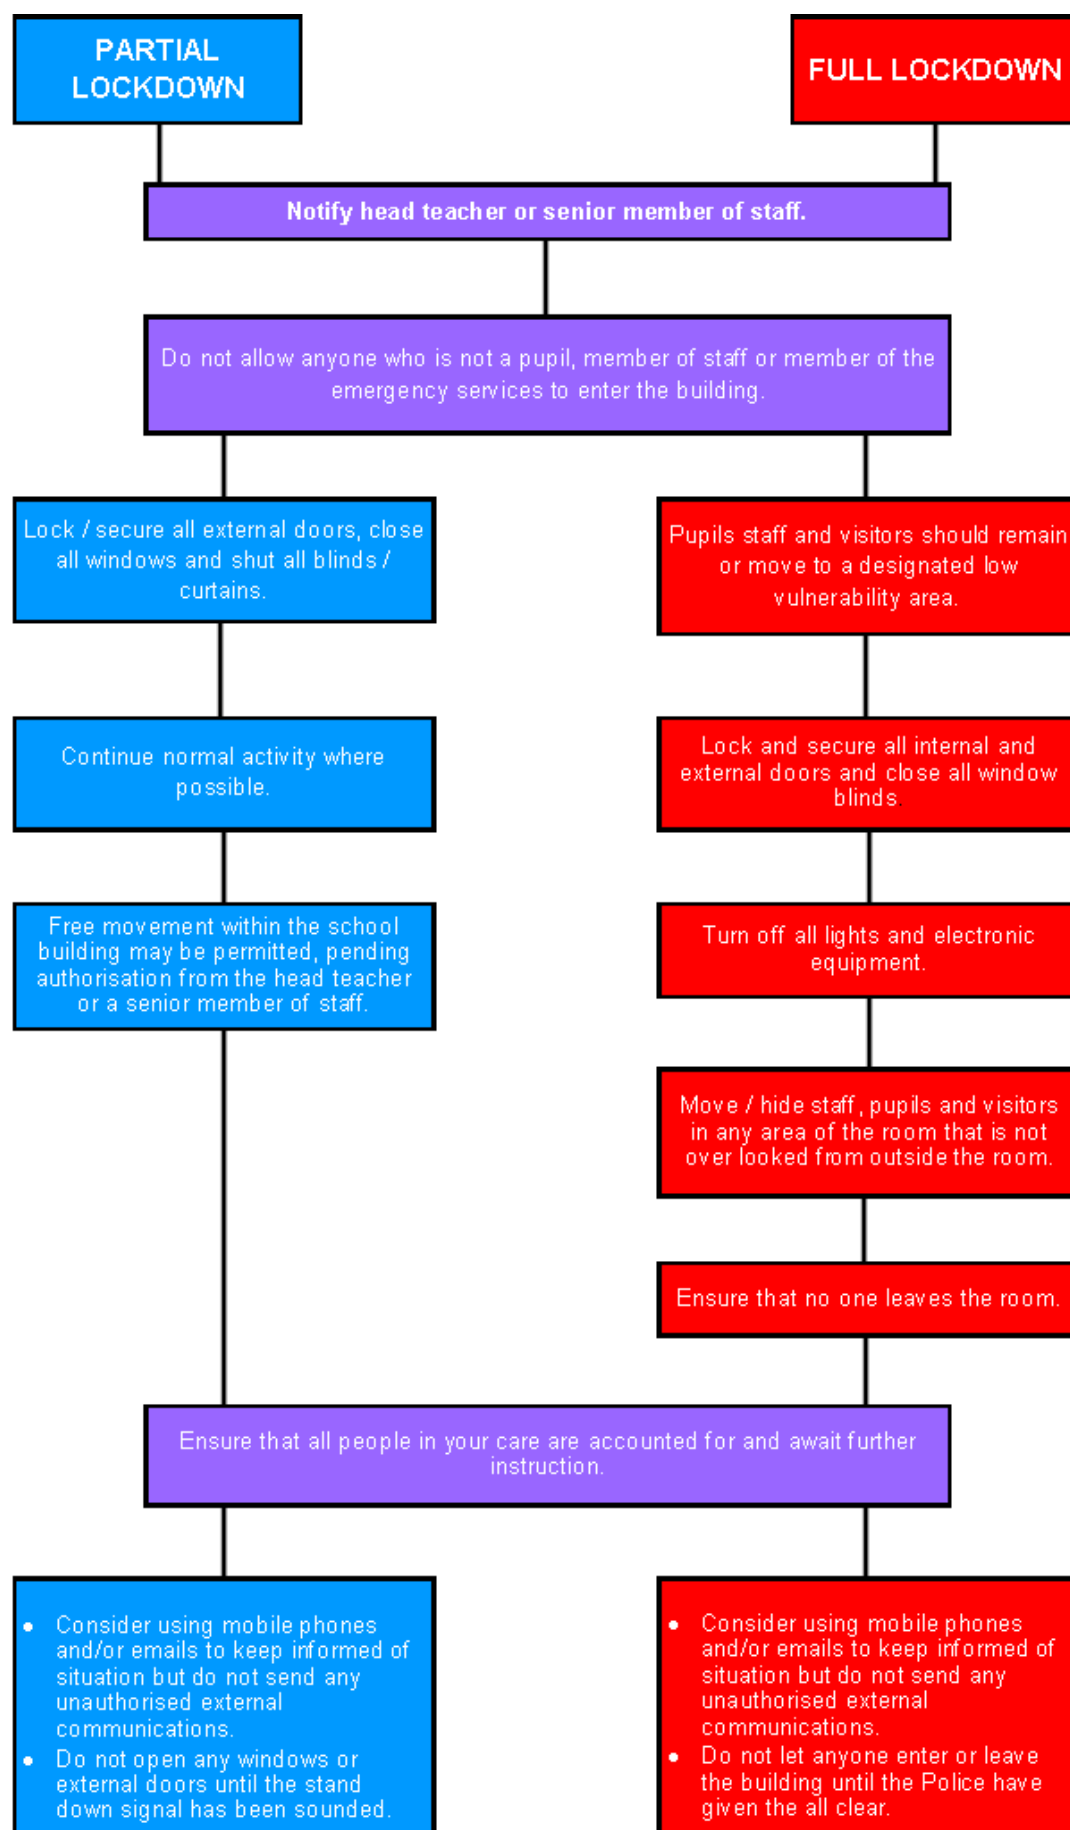 PARTIAL
LOCKDOWN
FULL LOCKDOWN
Notify head teacher or senior member of staff.
Do not allow anyone who is not a pupil, member of staff or member of the
emergency services to enter the building.
Lock / secure all external doors, close
all windows and shut all blinds /
curtains.
Continue normal activity where
possible.
Free movement within the school
building may be permitted, pending
authorisation from the head teacher
or a senior member of staff.
Pupils staff and visitors should remain
or move to a designated low
vulnerability area.
Lock and secure all internal and
external doors and close all window
blinds.
Turn off all lights and electronic
equipment.
Move / hide staff, pupils and visitors
in any area of the room that is not
over looked from outside the room.
Ensure that no one leaves the room.
Ensure that all people in your care are accounted for and await further
instruction.
• Consider using mobile phones
and/or emails to keep informed of
situation but do not send any
unauthorised external
communications.
• Do not open any windows or
external doors until the stand
down signal has been sounded.
• Consider using mobile phones
and/or emails to keep informed of
situation but do not send any
unauthorised external
communications.
• Do not let anyone enter or leave
the building until the Police have
given the all clear.